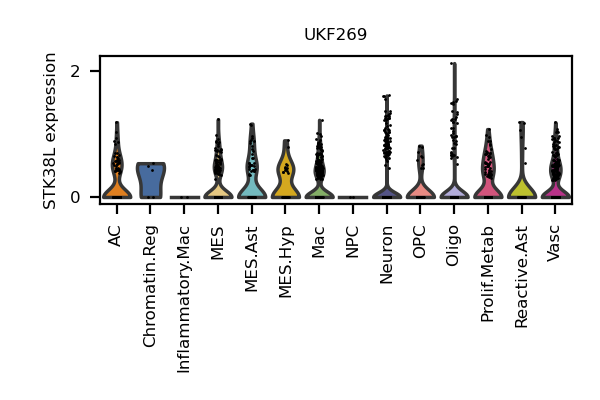 UKF269
STK38L expression
2
0
AC
Chromatin.Reg
Inflammatory.Mac
MES
MES.Ast
MES.Hyp
Mac
NPC
Neuron
OPC
Oligo
Prolif.Metab
Reactive.Ast
Vasc